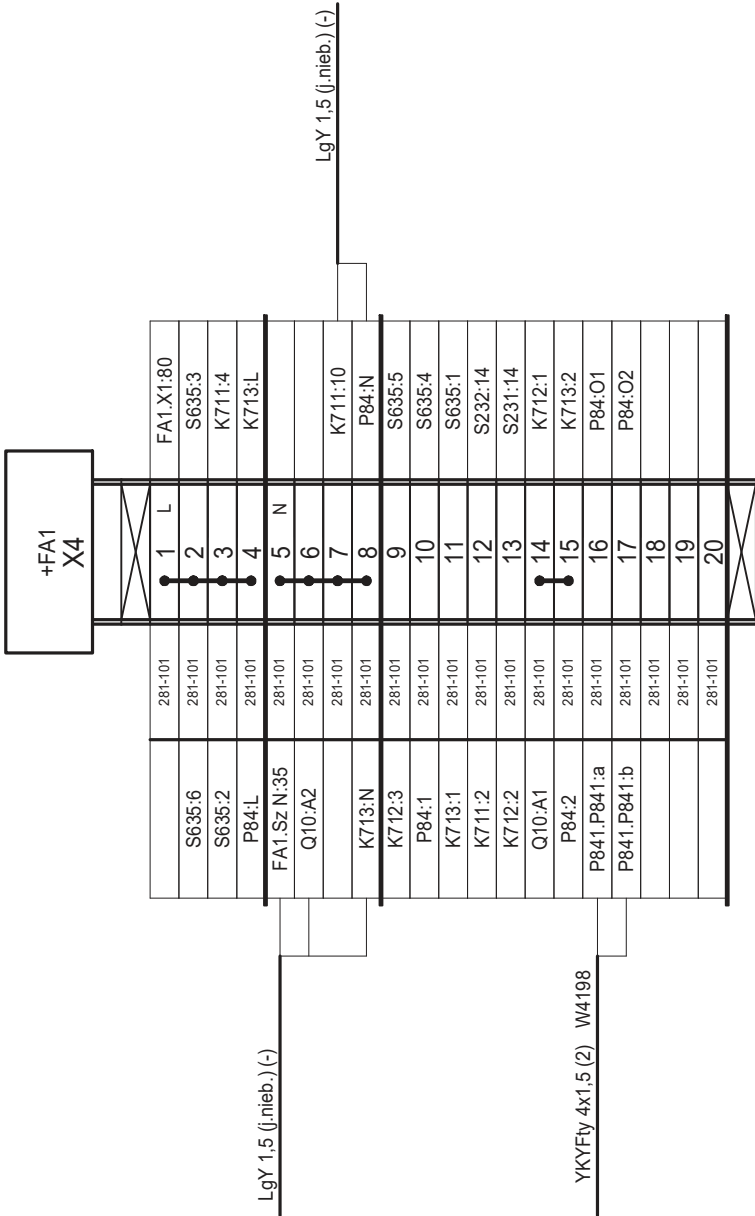 +FA1
X4
LgY 1,5 (j.nieb.) (-)
281-101 1 L FA1.X1:80
S635:6 281-101 2 S635:3
S635:2 281-101 3 K711:4
P84:L 281-101 4 K713:L
FA1.Sz N:35 281-101 5 N
Q10:A2 281-101 6
281-101 7 K711:10
K713:N 281-101 8 P84:N
K712:3 281-101 9 S635:5
P84:1 281-101 10 S635:4
K713:1 281-101 11 S635:1
K711:2 281-101 12 S232:14
K712:2 281-101 13 S231:14
Q10:A1 281-101 14 K712:1
P84:2 281-101 15 K713:2
P841.P841:a 281-101 16 P84:O1
P841.P841:b 281-101 17 P84:O2
281-101 18
281-101 19
281-101 20
LgY 1,5 (j.nieb.) (-)
YKYFty 4x1,5 (2) W4198